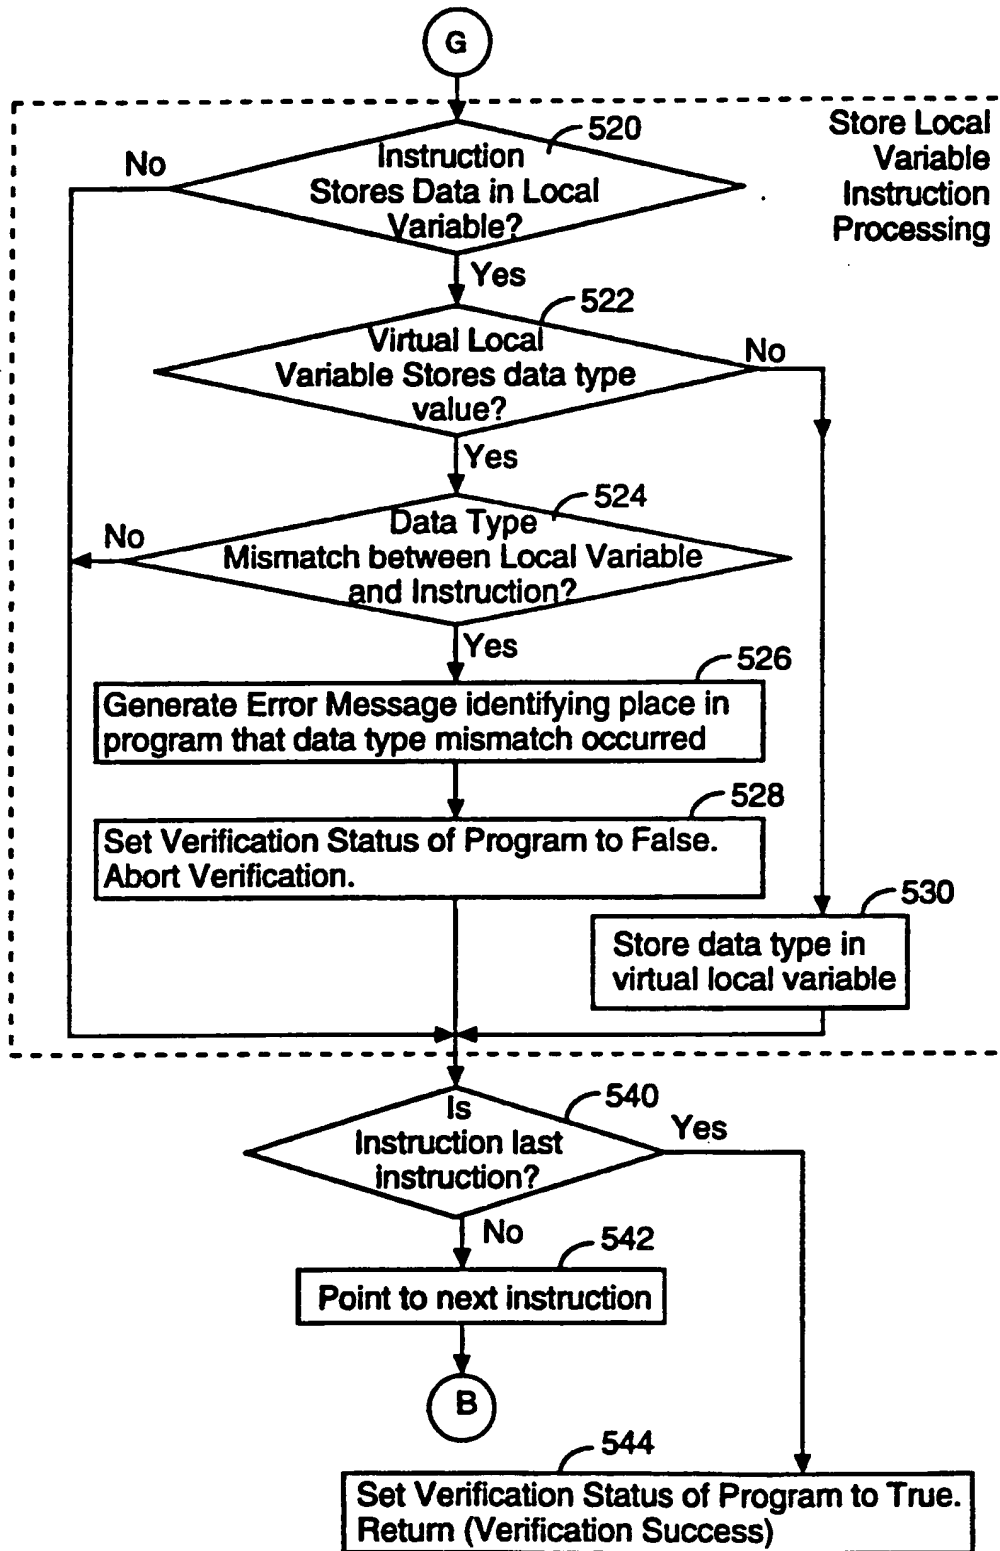 G
520
Store Local
Variable
Instruction
Processing
No
Instruction
Stores Data in Local
Variable?
Yes
522
Virtual Local
Variable Stores data type
value?
No
Yes
524
Data Type
Mismatch between Local Variable
and Instruction?
No
Yes
526
Generate Error Message identifying place in
program that data type mismatch occurred
528
Set Verification Status of Program to False.
Abort Verification.
530
Store data type in
virtual local variable
540
Is
Instruction last
instruction?
Yes
No
542
Point to next instruction
B
544
Set Verification Status of Program to True.
Return (Verification Success)